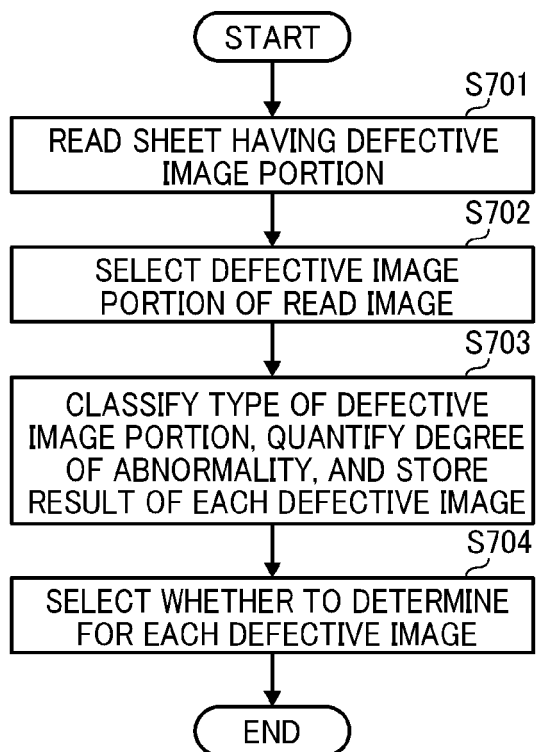 START
S701
READ SHEET HAVING DEFECTIVE
IMAGE PORTION
S702
SELECT DEFECTIVE IMAGE
PORTION OF READ IMAGE
S703
CLASSIFY TYPE OF DEFECTIVE
IMAGE PORTION, QUANTIFY DEGREE
OF ABNORMALITY, AND STORE
RESULT OF EACH DEFECTIVE IMAGE
S704
SELECT WHETHER TO DETERMINE
FOR EACH DEFECTIVE IMAGE
END